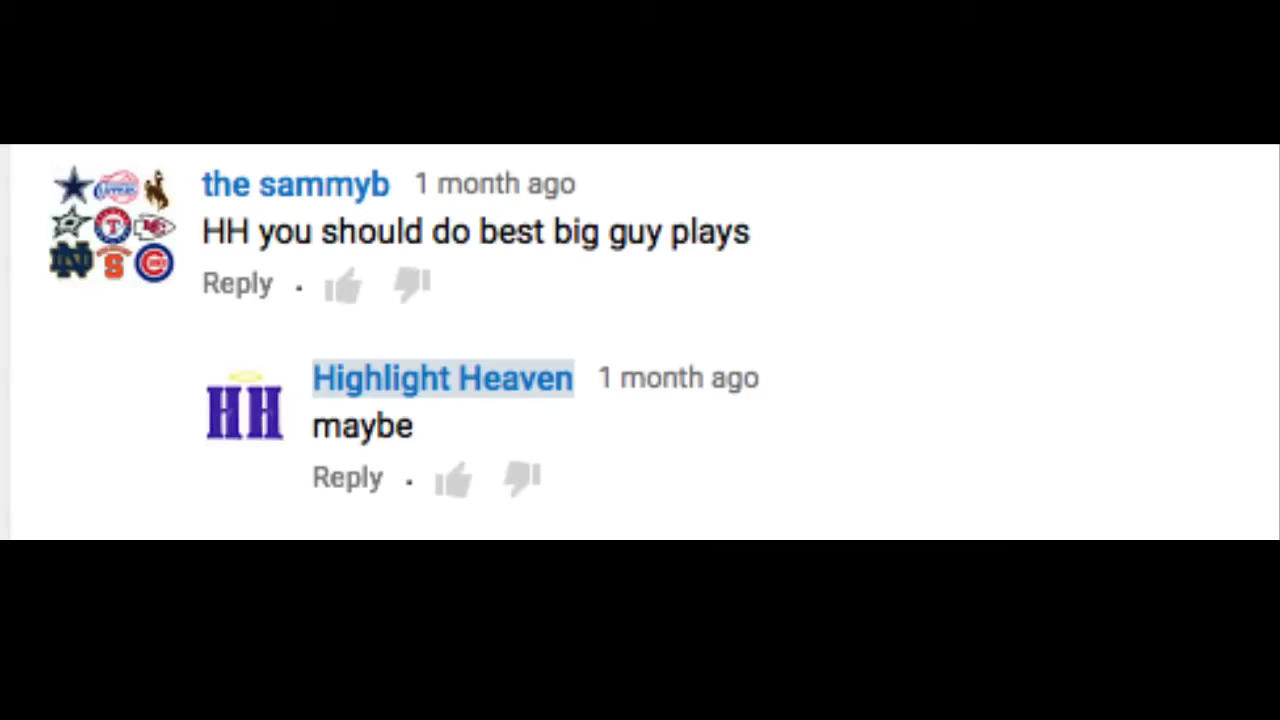 the sammyb 1 month ago
HH you should do best big guy plays
Reply .
HH
Highlight Heaven 1 month ago
maybe
Reply .